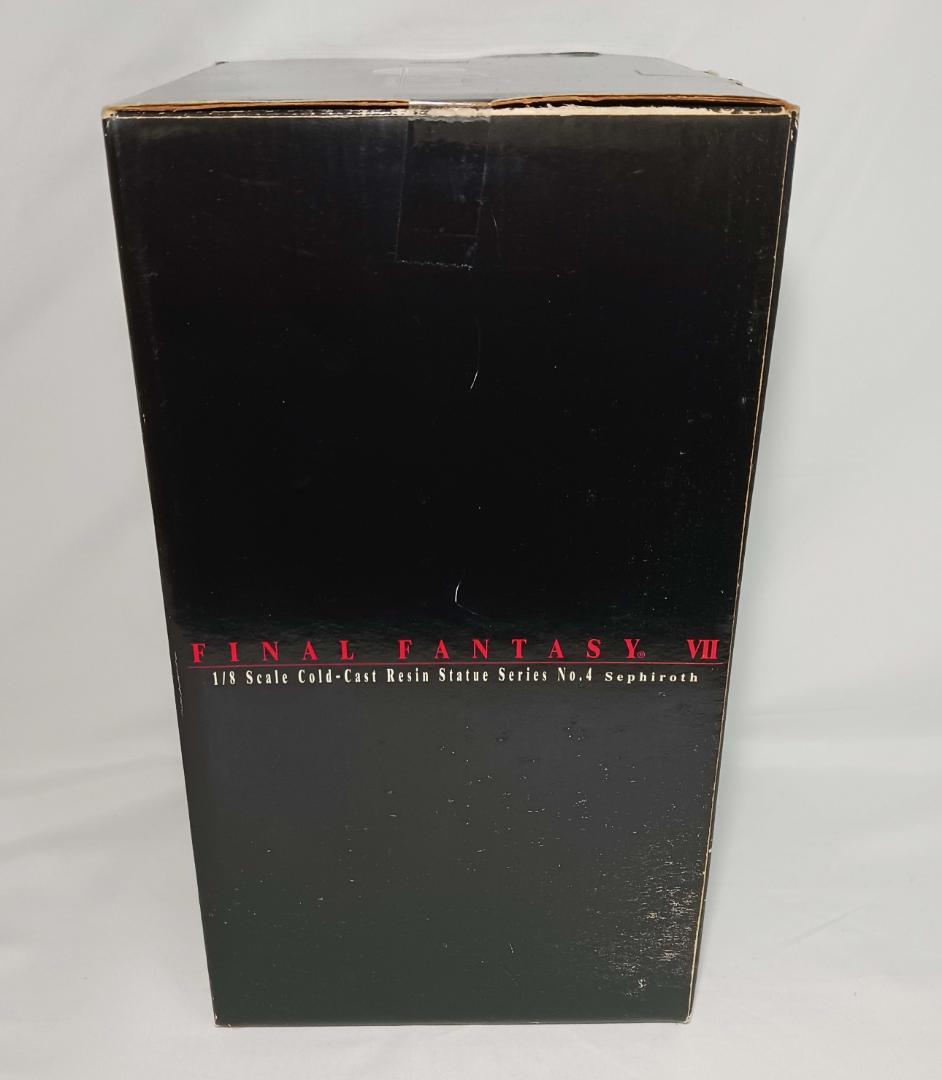 FINAL FANTASY® VII
1/8 Scale Cold-Cast Resin Statue Series No.4 Sephiroth